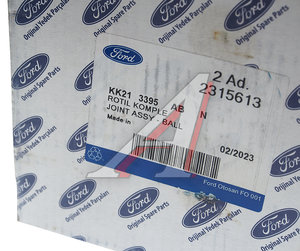 Ford
2 Ad.
2315613
KK21 3395 AB N
ROTIL KOMPLE
JOINT ASSY - BALL
Made in
02/2023
Ford Otosan FO 001
Orijinal Yedek Parçaları
Original Spare Parts